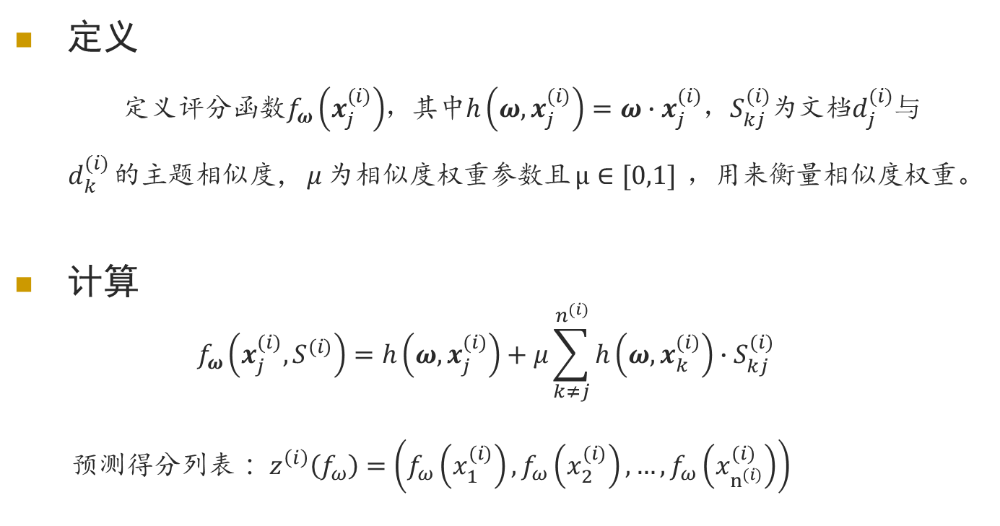 定义
定义评分函数$f_{\boldsymbol{\omega}}\left(\boldsymbol{x}_j^{(i)}\right)$，其中$h\left(\boldsymbol{\omega},\boldsymbol{x}_j^{(i)}\right)=\boldsymbol{\omega}\cdot\boldsymbol{x}_j^{(i)}$，$S_{kj}^{(i)}$为文档$d_j^{(i)}$与
$d_k^{(i)}$的主题相似度，$\mu$为相似度权重参数且$\mu\in[0,1]$，用来衡量相似度权重。
计算
$f_{\boldsymbol{\omega}}\left(\boldsymbol{x}_j^{(i)},S^{(i)}\right)=h\left(\boldsymbol{\omega},\boldsymbol{x}_j^{(i)}\right)+\mu\sum_{k\neq j}^{n^{(i)}}h\left(\boldsymbol{\omega},\boldsymbol{x}_k^{(i)}\right)\cdot S_{kj}^{(i)}$
预测得分列表：$z^{(i)}(f_\omega)=\left(f_\omega\left(x_1^{(i)}\right),f_\omega\left(x_2^{(i)}\right),\ldots,f_\omega\left(x_{\mathrm{n}^{(i)}}^{(i)}\right)\right)$